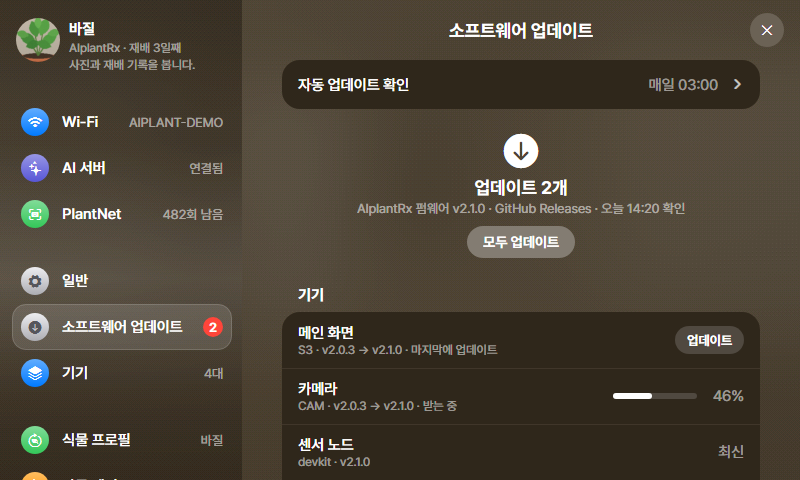 바질
AIplantRx · 재배 3일째
사진과 재배 기록을 봅니다.
Wi-Fi AIPLANT-DEMO
AI 서버 연결됨
PlantNet 482회 남음
일반
소프트웨어 업데이트 2
기기 4대
식물 프로필 바질
소프트웨어 업데이트
자동 업데이트 확인 매일 03:00
업데이트 2개
AIplantRx 펌웨어 v2.1.0 · GitHub Releases · 오늘 14:20 확인
모두 업데이트
기기
메인 화면 업데이트
S3 · v2.0.3 → v2.1.0 · 마지막에 업데이트
카메라 46%
CAM · v2.0.3 → v2.1.0 · 받는 중
센서 노드 최신
devkit · v2.1.0